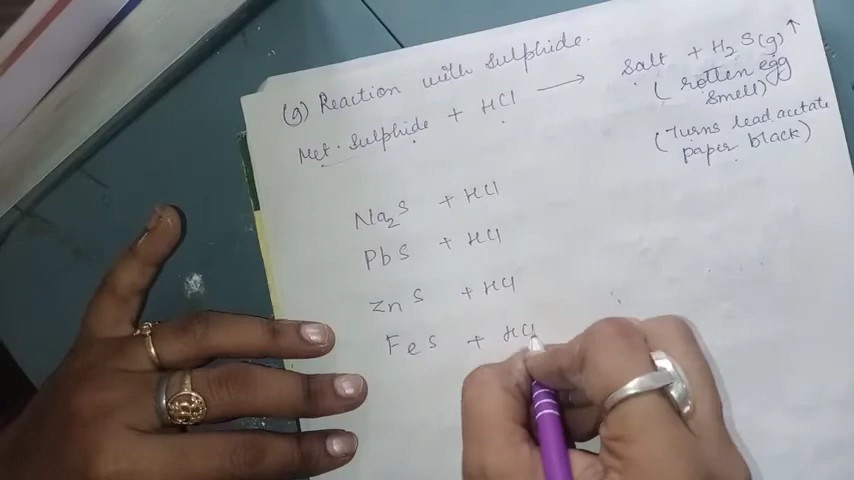 (g) Reaction with Sulphide.
Met. Sulphide + HCl ⟶ Salt + H₂S(g)↑
(rotten egg
smell)
(Turns lead acetate
paper black)
Na₂S + HCl
PbS + HCl
ZnS + HCl
FeS + HCl